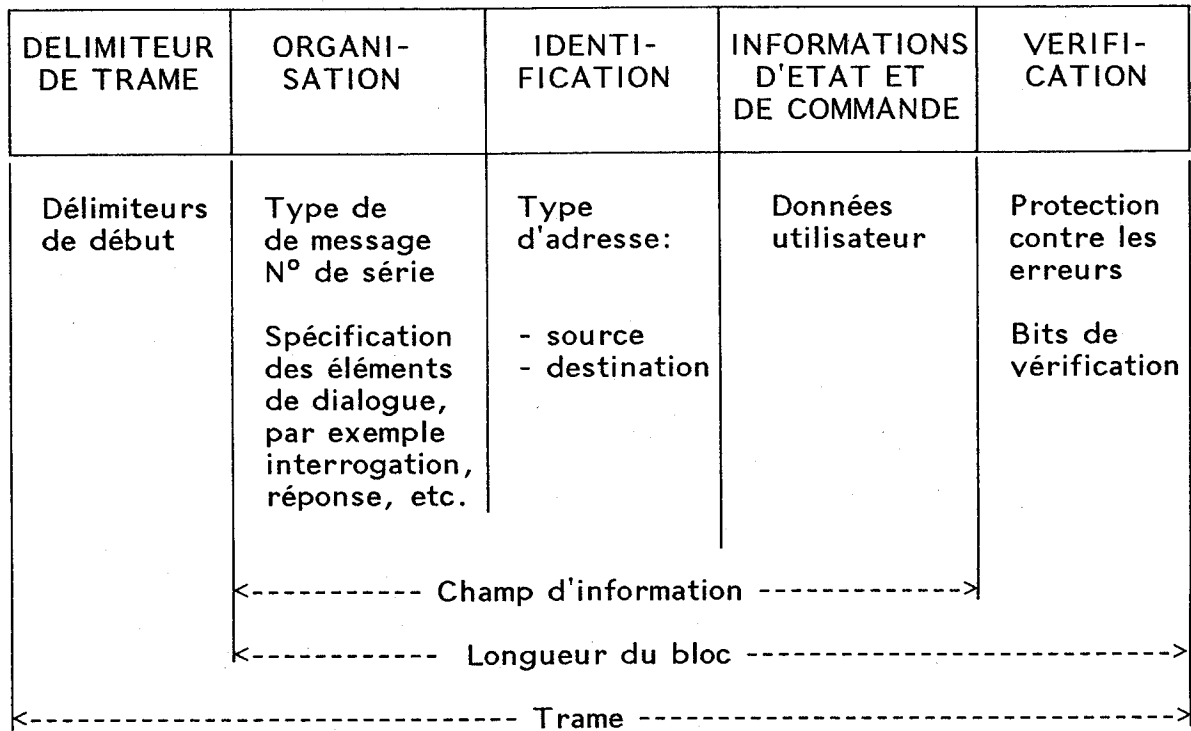 DELIMITEUR
DE TRAME
ORGANI-
SATION
IDENTI-
FICATION
INFORMATIONS
D'ETAT ET
DE COMMANDE
VERIFI-
CATION
Délimiteurs
de début
Type de
de message
N° de série
Spécification
des éléments
de dialogue,
par exemple
interrogation,
réponse, etc.
Type
d'adresse:
- source
- destination
Données
utilisateur
Protection
contre les
erreurs
Bits de
vérification
<----------- Champ d'information ------------->
<------------ Longueur du bloc -------------------------->
<------------------------------ Trame --------------------------------->